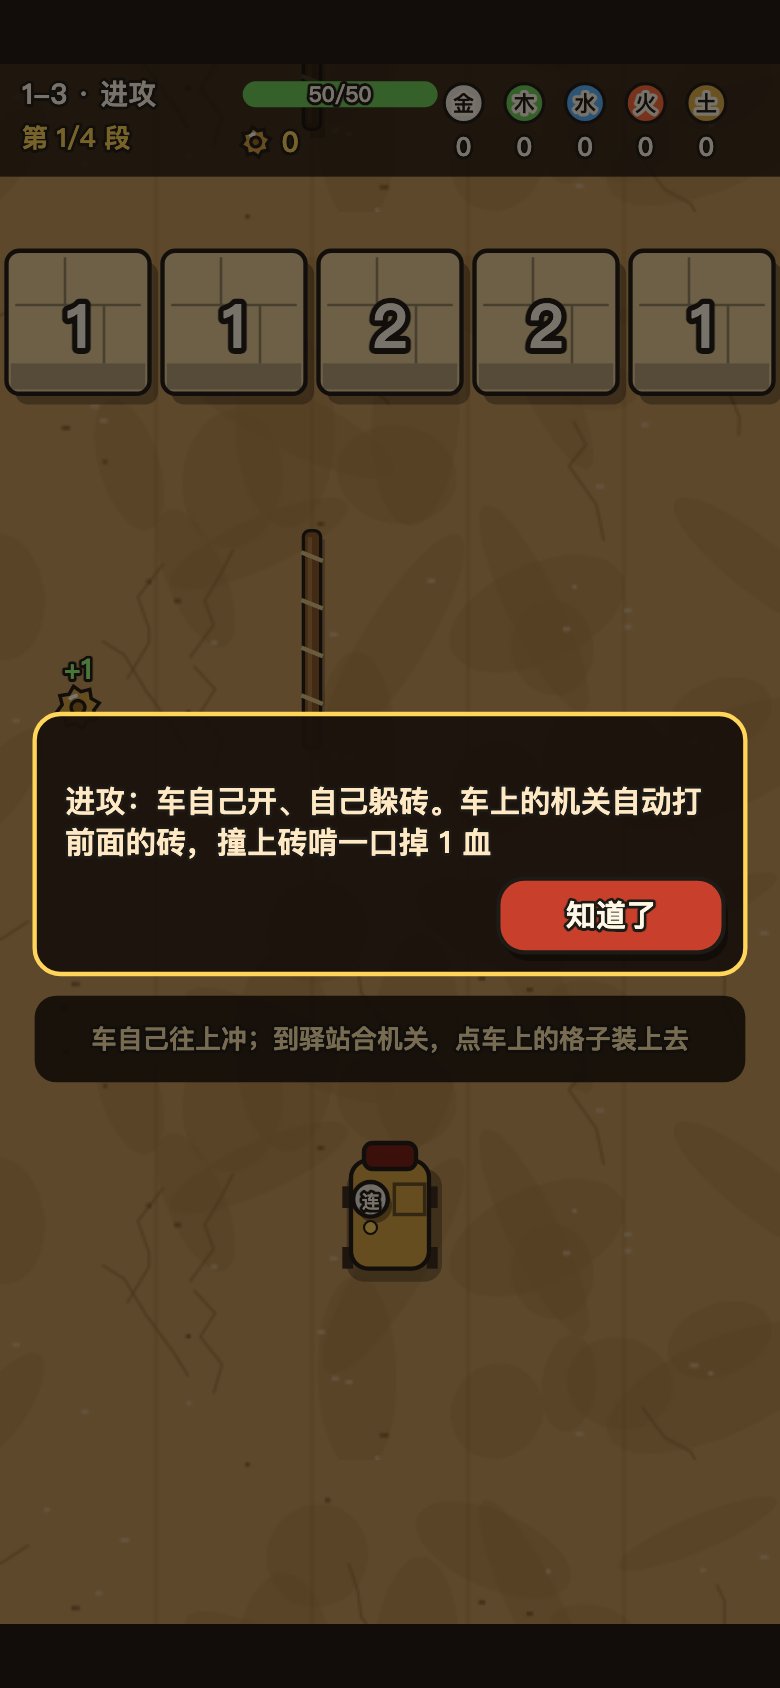 1-3 · 进攻
50/50
金 木 水 火 土
第 1/4 段
0
0 0 0 0 0
1 1 2 2 1
+1
进攻：车自己开、自己躲砖。车上的机关自动打
前面的砖，撞上砖啃一口掉 1 血
知道了
车自己往上冲；到驿站合机关，点车上的格子装上去
连